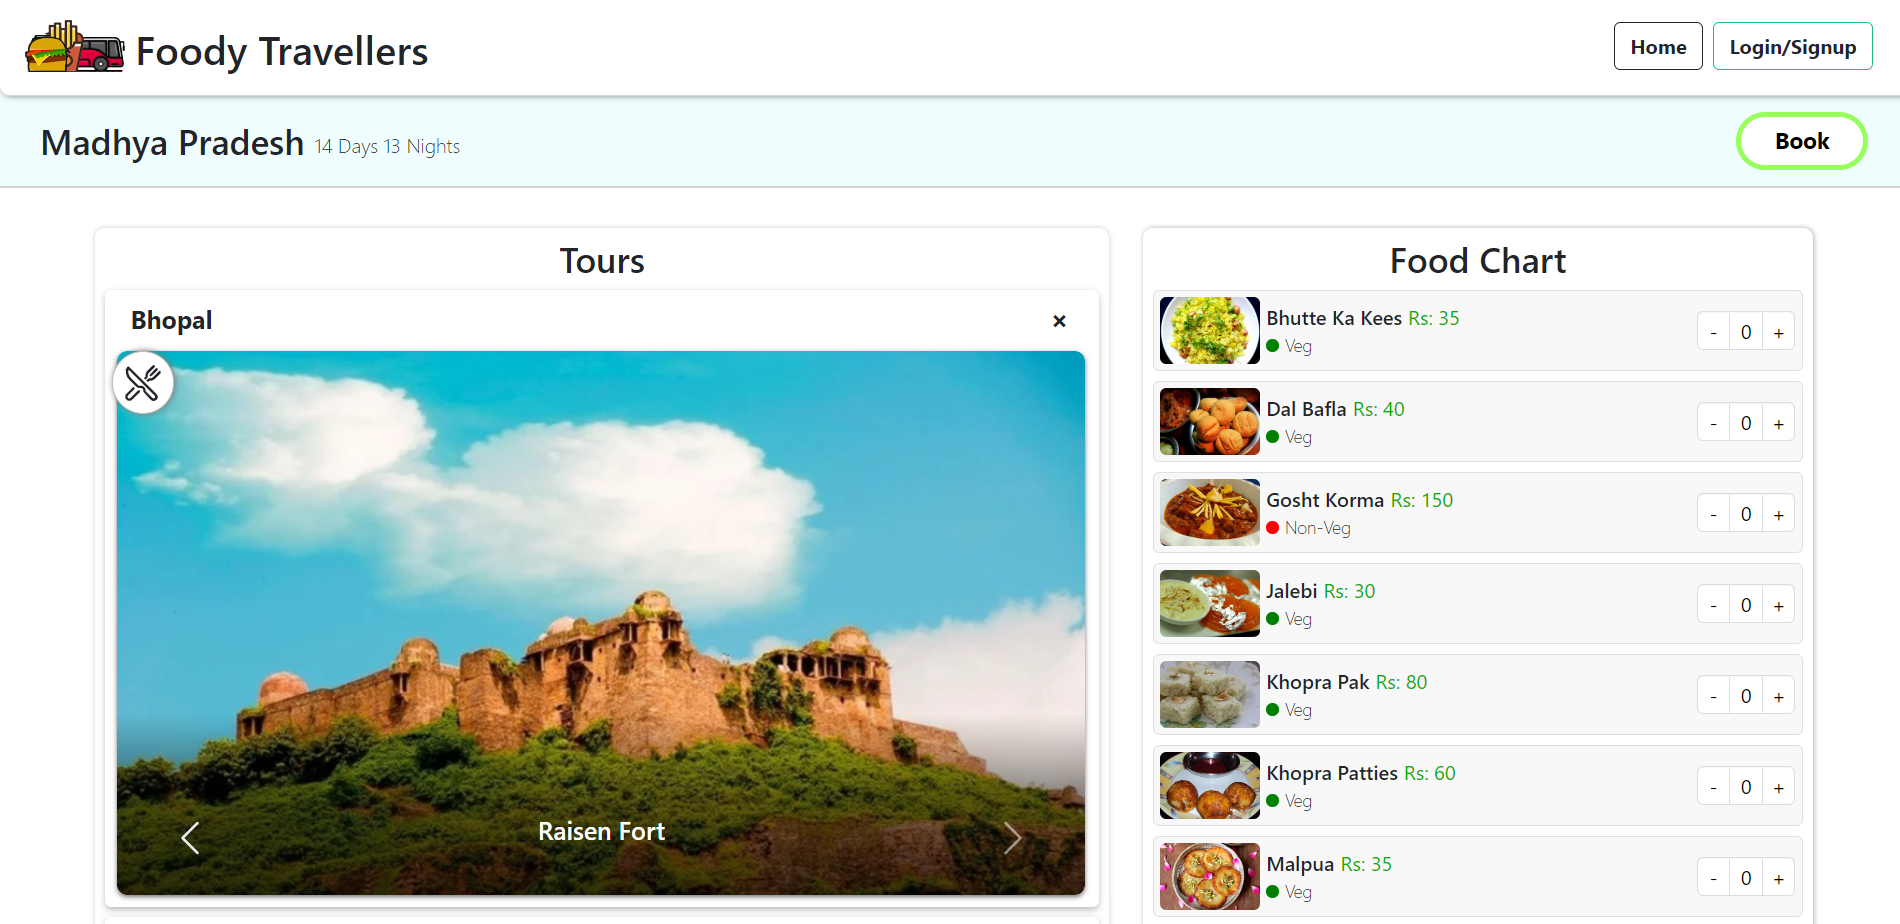 Foody Travellers
Home
Login/Signup
Madhya Pradesh 14 Days 13 Nights
Book
Tours
Bhopal
×
Raisen Fort
Food Chart
Bhutte Ka Kees Rs: 35
Veg
- 0 +
Dal Bafla Rs: 40
Veg
- 0 +
Gosht Korma Rs: 150
Non-Veg
- 0 +
Jalebi Rs: 30
Veg
- 0 +
Khopra Pak Rs: 80
Veg
- 0 +
Khopra Patties Rs: 60
Veg
- 0 +
Malpua Rs: 35
Veg
- 0 +